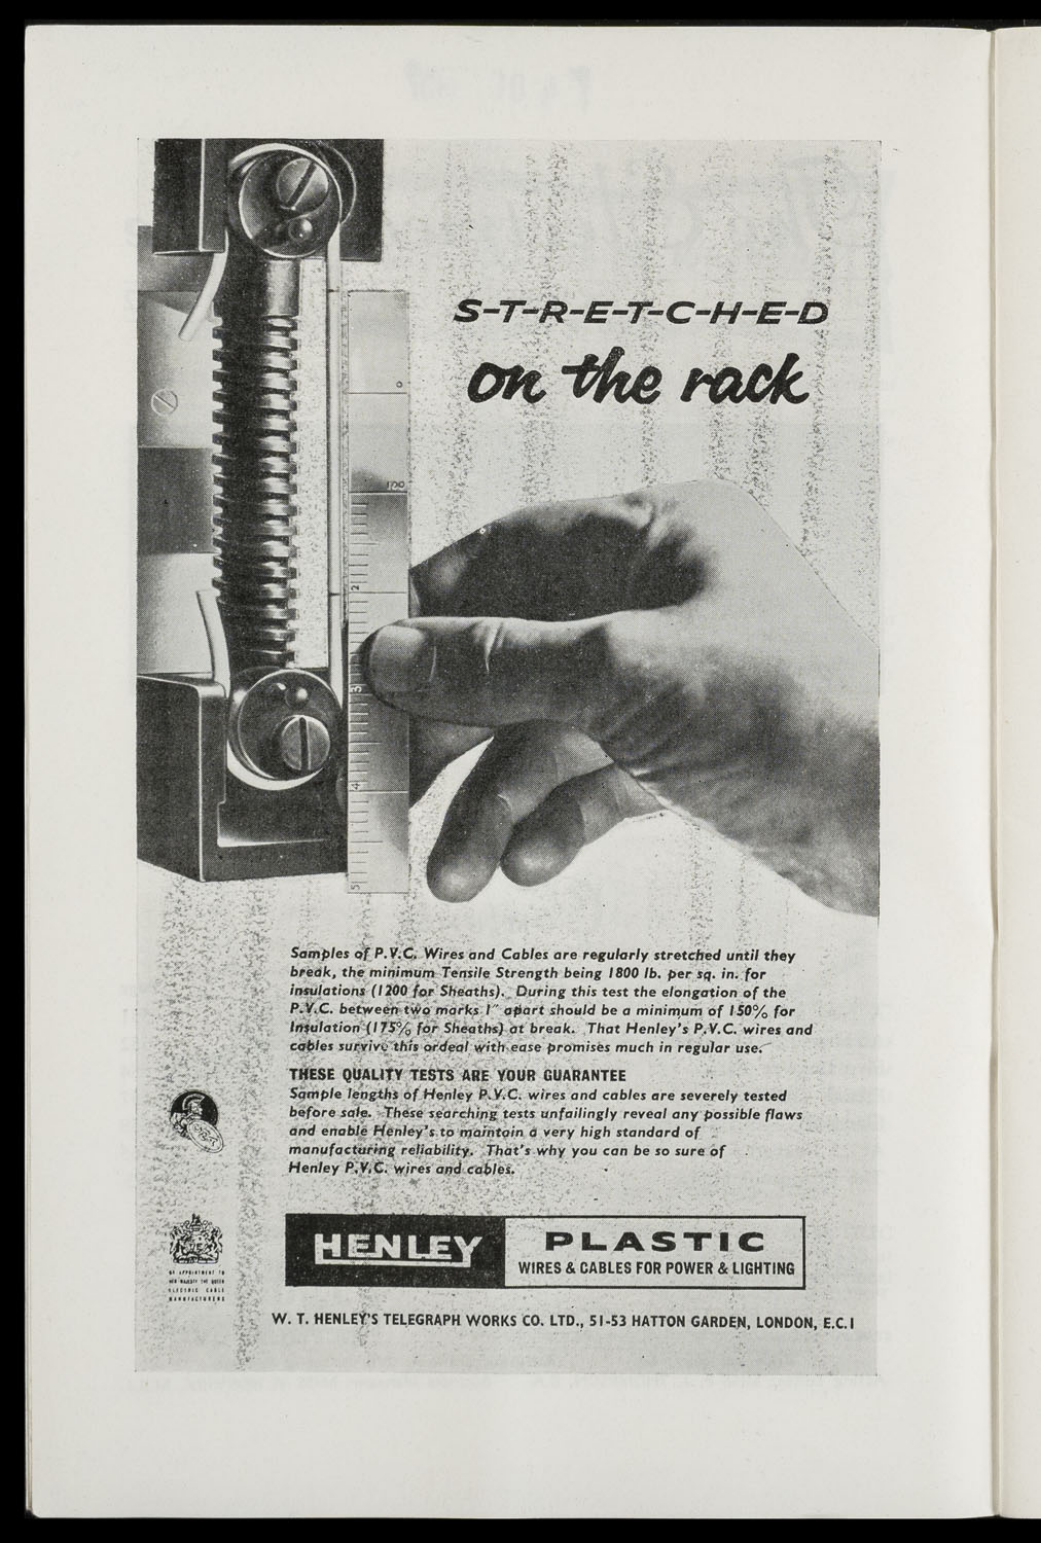 S-T-R-E-T-C-H-E-D
on the rack
0
100
2
3
4
5
Samples of P.V.C. Wires and Cables are regularly stretched until they
break, the minimum Tensile Strength being 1800 lb. per sq. in. for
insulations (1200 for Sheaths). During this test the elongation of the
P.V.C. between two marks 1" apart should be a minimum of 150% for
Insulation (175% for Sheaths) at break. That Henley's P.V.C. wires and
cables survive this ordeal with ease promises much in regular use.
THESE QUALITY TESTS ARE YOUR GUARANTEE
Sample lengths of Henley P.V.C. wires and cables are severely tested
before sale. These searching tests unfailingly reveal any possible flaws
and enable Henley's to maintain a very high standard of
manufacturing reliability. That's why you can be so sure of
Henley P.V.C. wires and cables.
BY APPOINTMENT TO
HER MAJESTY THE QUEEN
ELECTRIC CABLE
MANUFACTURERS
HENLEY
PLASTIC
WIRES & CABLES FOR POWER & LIGHTING
W. T. HENLEY'S TELEGRAPH WORKS CO. LTD., 51-53 HATTON GARDEN, LONDON, E.C.1